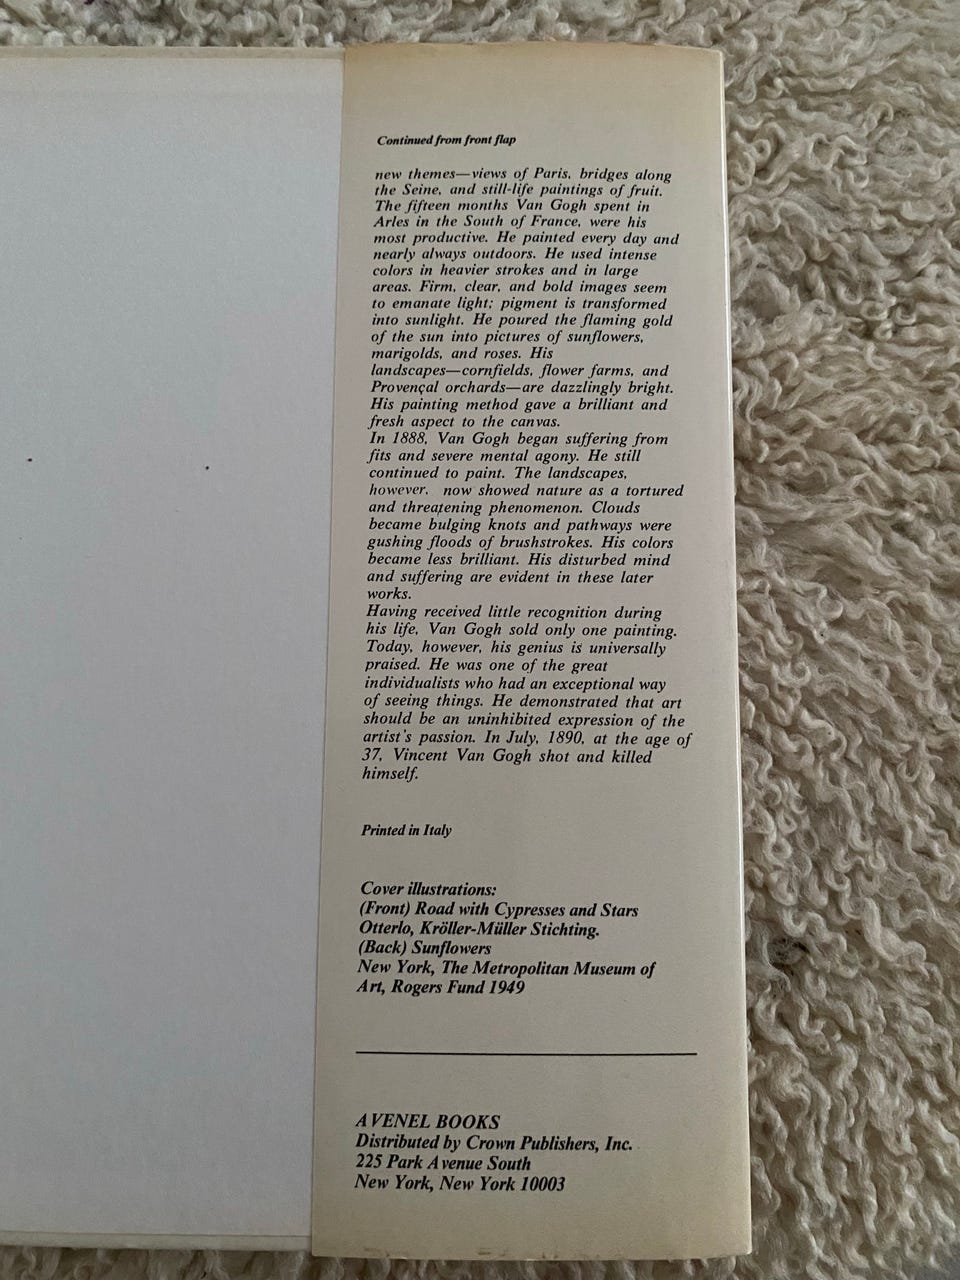 Continued from front flap
new themes—views of Paris, bridges along
the Seine, and still-life paintings of fruit.
The fifteen months Van Gogh spent in
Arles in the South of France, were his
most productive. He painted every day and
nearly always outdoors. He used intense
colors in heavier strokes and in large
areas. Firm, clear, and bold images seem
to emanate light; pigment is transformed
into sunlight. He poured the flaming gold
of the sun into pictures of sunflowers,
marigolds, and roses. His
landscapes—cornfields, flower farms, and
Provençal orchards—are dazzlingly bright.
His painting method gave a brilliant and
fresh aspect to the canvas.
In 1888, Van Gogh began suffering from
fits and severe mental agony. He still
continued to paint. The landscapes,
however, now showed nature as a tortured
and threatening phenomenon. Clouds
became bulging knots and pathways were
gushing floods of brushstrokes. His colors
became less brilliant. His disturbed mind
and suffering are evident in these later
works.
Having received little recognition during
his life, Van Gogh sold only one painting.
Today, however, his genius is universally
praised. He was one of the great
individualists who had an exceptional way
of seeing things. He demonstrated that art
should be an uninhibited expression of the
artist's passion. In July, 1890, at the age of
37, Vincent Van Gogh shot and killed
himself.
Printed in Italy
Cover illustrations:
(Front) Road with Cypresses and Stars
Otterlo, Kröller-Müller Stichting.
(Back) Sunflowers
New York, The Metropolitan Museum of
Art, Rogers Fund 1949
AVENEL BOOKS
Distributed by Crown Publishers, Inc.
225 Park Avenue South
New York, New York 10003